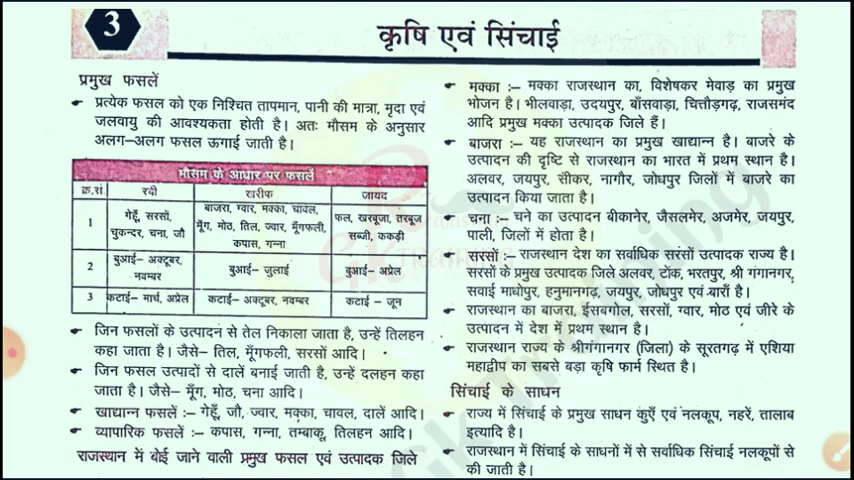 3
कृषि एवं सिंचाई
प्रमुख फसलें
प्रत्येक फसल को एक निश्चित तापमान, पानी की मात्रा, मृदा एवं
जलवायु की आवश्यकता होती है। अतः मौसम के अनुसार
अलग–अलग फसल ऊगाई जाती है।
मौसम के आधार पर फसलें
क्र.सं. रवी खरीफ जायद
1 गेहूँ, सरसों, चुकन्दर, चना, जौ बाजरा, ग्वार, मक्का, चावल, मूँग, मोठ, तिल, ज्वार, मूँगफली, कपास, गन्ना फल, खरबूजा, तरबूज सब्जी, ककड़ी
2 बुआई– अक्टूबर, नवम्बर बुआई– जुलाई बुआई– अप्रेल
3 कटाई– मार्च, अप्रेल कटाई– अक्टूबर, नवम्बर कटाई – जून
जिन फसलों के उत्पादन से तेल निकाला जाता है, उन्हें तिलहन
कहा जाता है। जैसे– तिल, मूँगफली, सरसों आदि।
जिन फसल उत्पादों से दालें बनाई जाती है, उन्हें दलहन कहा
जाता है। जैसे– मूँग, मोठ, चना आदि।
खाद्यान्न फसलें :– गेहूँ, जौ, ज्वार, मक्का, चावल, दालें आदि।
व्यापारिक फसलें :– कपास, गन्ना, तम्बाकू, तिलहन आदि।
राजस्थान में बोई जाने वाली प्रमुख फसल एवं उत्पादक जिले
मक्का :– मक्का राजस्थान का, विशेषकर मेवाड़ का प्रमुख
भोजन है। भीलवाड़ा, उदयपुर, बाँसवाड़ा, चित्तौड़गढ़, राजसमंद
आदि प्रमुख मक्का उत्पादक जिले हैं।
बाजरा :– यह राजस्थान का प्रमुख खाद्यान्न है। बाजरे के
उत्पादन की दृष्टि से राजस्थान का भारत में प्रथम स्थान है।
अलवर, जयपुर, सीकर, नागौर, जोधपुर जिलों में बाजरे का
उत्पादन किया जाता है।
चना :– चने का उत्पादन बीकानेर, जैसलमेर, अजमेर, जयपुर,
पाली, जिलों में होता है।
सरसों :– राजस्थान देश का सर्वाधिक सरसों उत्पादक राज्य है।
सरसों के प्रमुख उत्पादक जिले अलवर, टोंक, भरतपुर, श्री गंगानगर,
सवाई माधोपुर, हनुमानगढ़, जयपुर, जोधपुर एवं बाराँ है।
राजस्थान का बाजरा, ईसबगोल, सरसों, ग्वार, मोठ एवं जीरे के
उत्पादन में देश में प्रथम स्थान है।
राजस्थान राज्य के श्रीगंगानगर (जिला) के सूरतगढ़ में एशिया
महाद्वीप का सबसे बड़ा कृषि फार्म स्थित है।
सिंचाई के साधन
राज्य में सिंचाई के प्रमुख साधन कुएँ एवं नलकूप, नहरें, तालाब
इत्यादि है।
राजस्थान में सिंचाई के साधनों में से सर्वाधिक सिंचाई नलकूपों से
की जाती है।
Gk Training